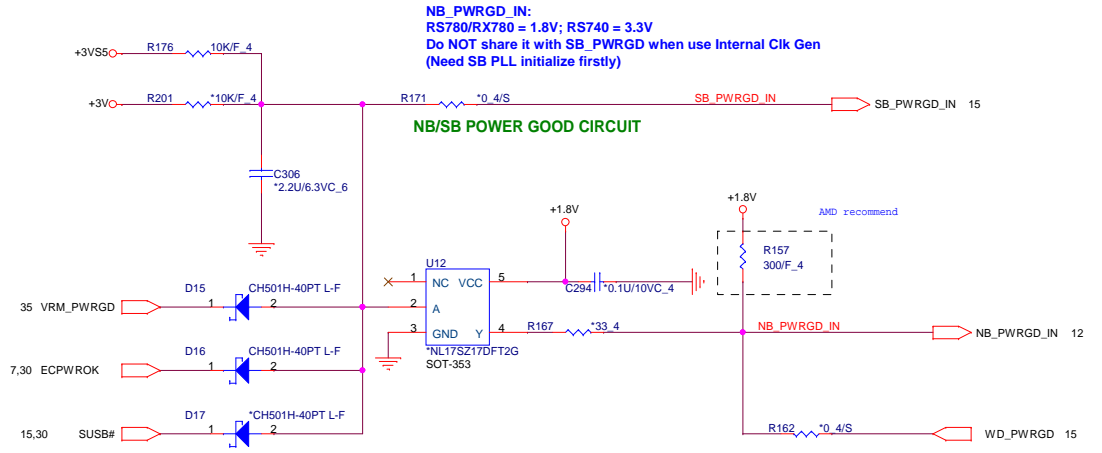 NB_PWRGD_IN:
RS780/RX780 = 1.8V; RS740 = 3.3V
Do NOT share it with SB_PWRGD when use Internal Clk Gen
(Need SB PLL initialize firstly)
+3VS5 R176 10K/F_4
+3V R201 *10K/F_4 R171 *0_4/S SB_PWRGD_IN SB_PWRGD_IN 15
NB/SB POWER GOOD CIRCUIT
C306
*2.2U/6.3VC_6
+1.8V
+1.8V
AMD recommend
R157
300/F_4
U12
1 NC VCC 5
2 A
3 GND Y 4
*NL17SZ17DFT2G
SOT-353
C294 *0.1U/10VC_4
R167 *33_4 NB_PWRGD_IN NB_PWRGD_IN 12
D15 CH501H-40PT L-F
35 VRM_PWRGD 1 2
D16 CH501H-40PT L-F
7,30 ECPWROK 1 2
D17 *CH501H-40PT L-F
15,30 SUSB# 1 2
R162 *0_4/S WD_PWRGD 15